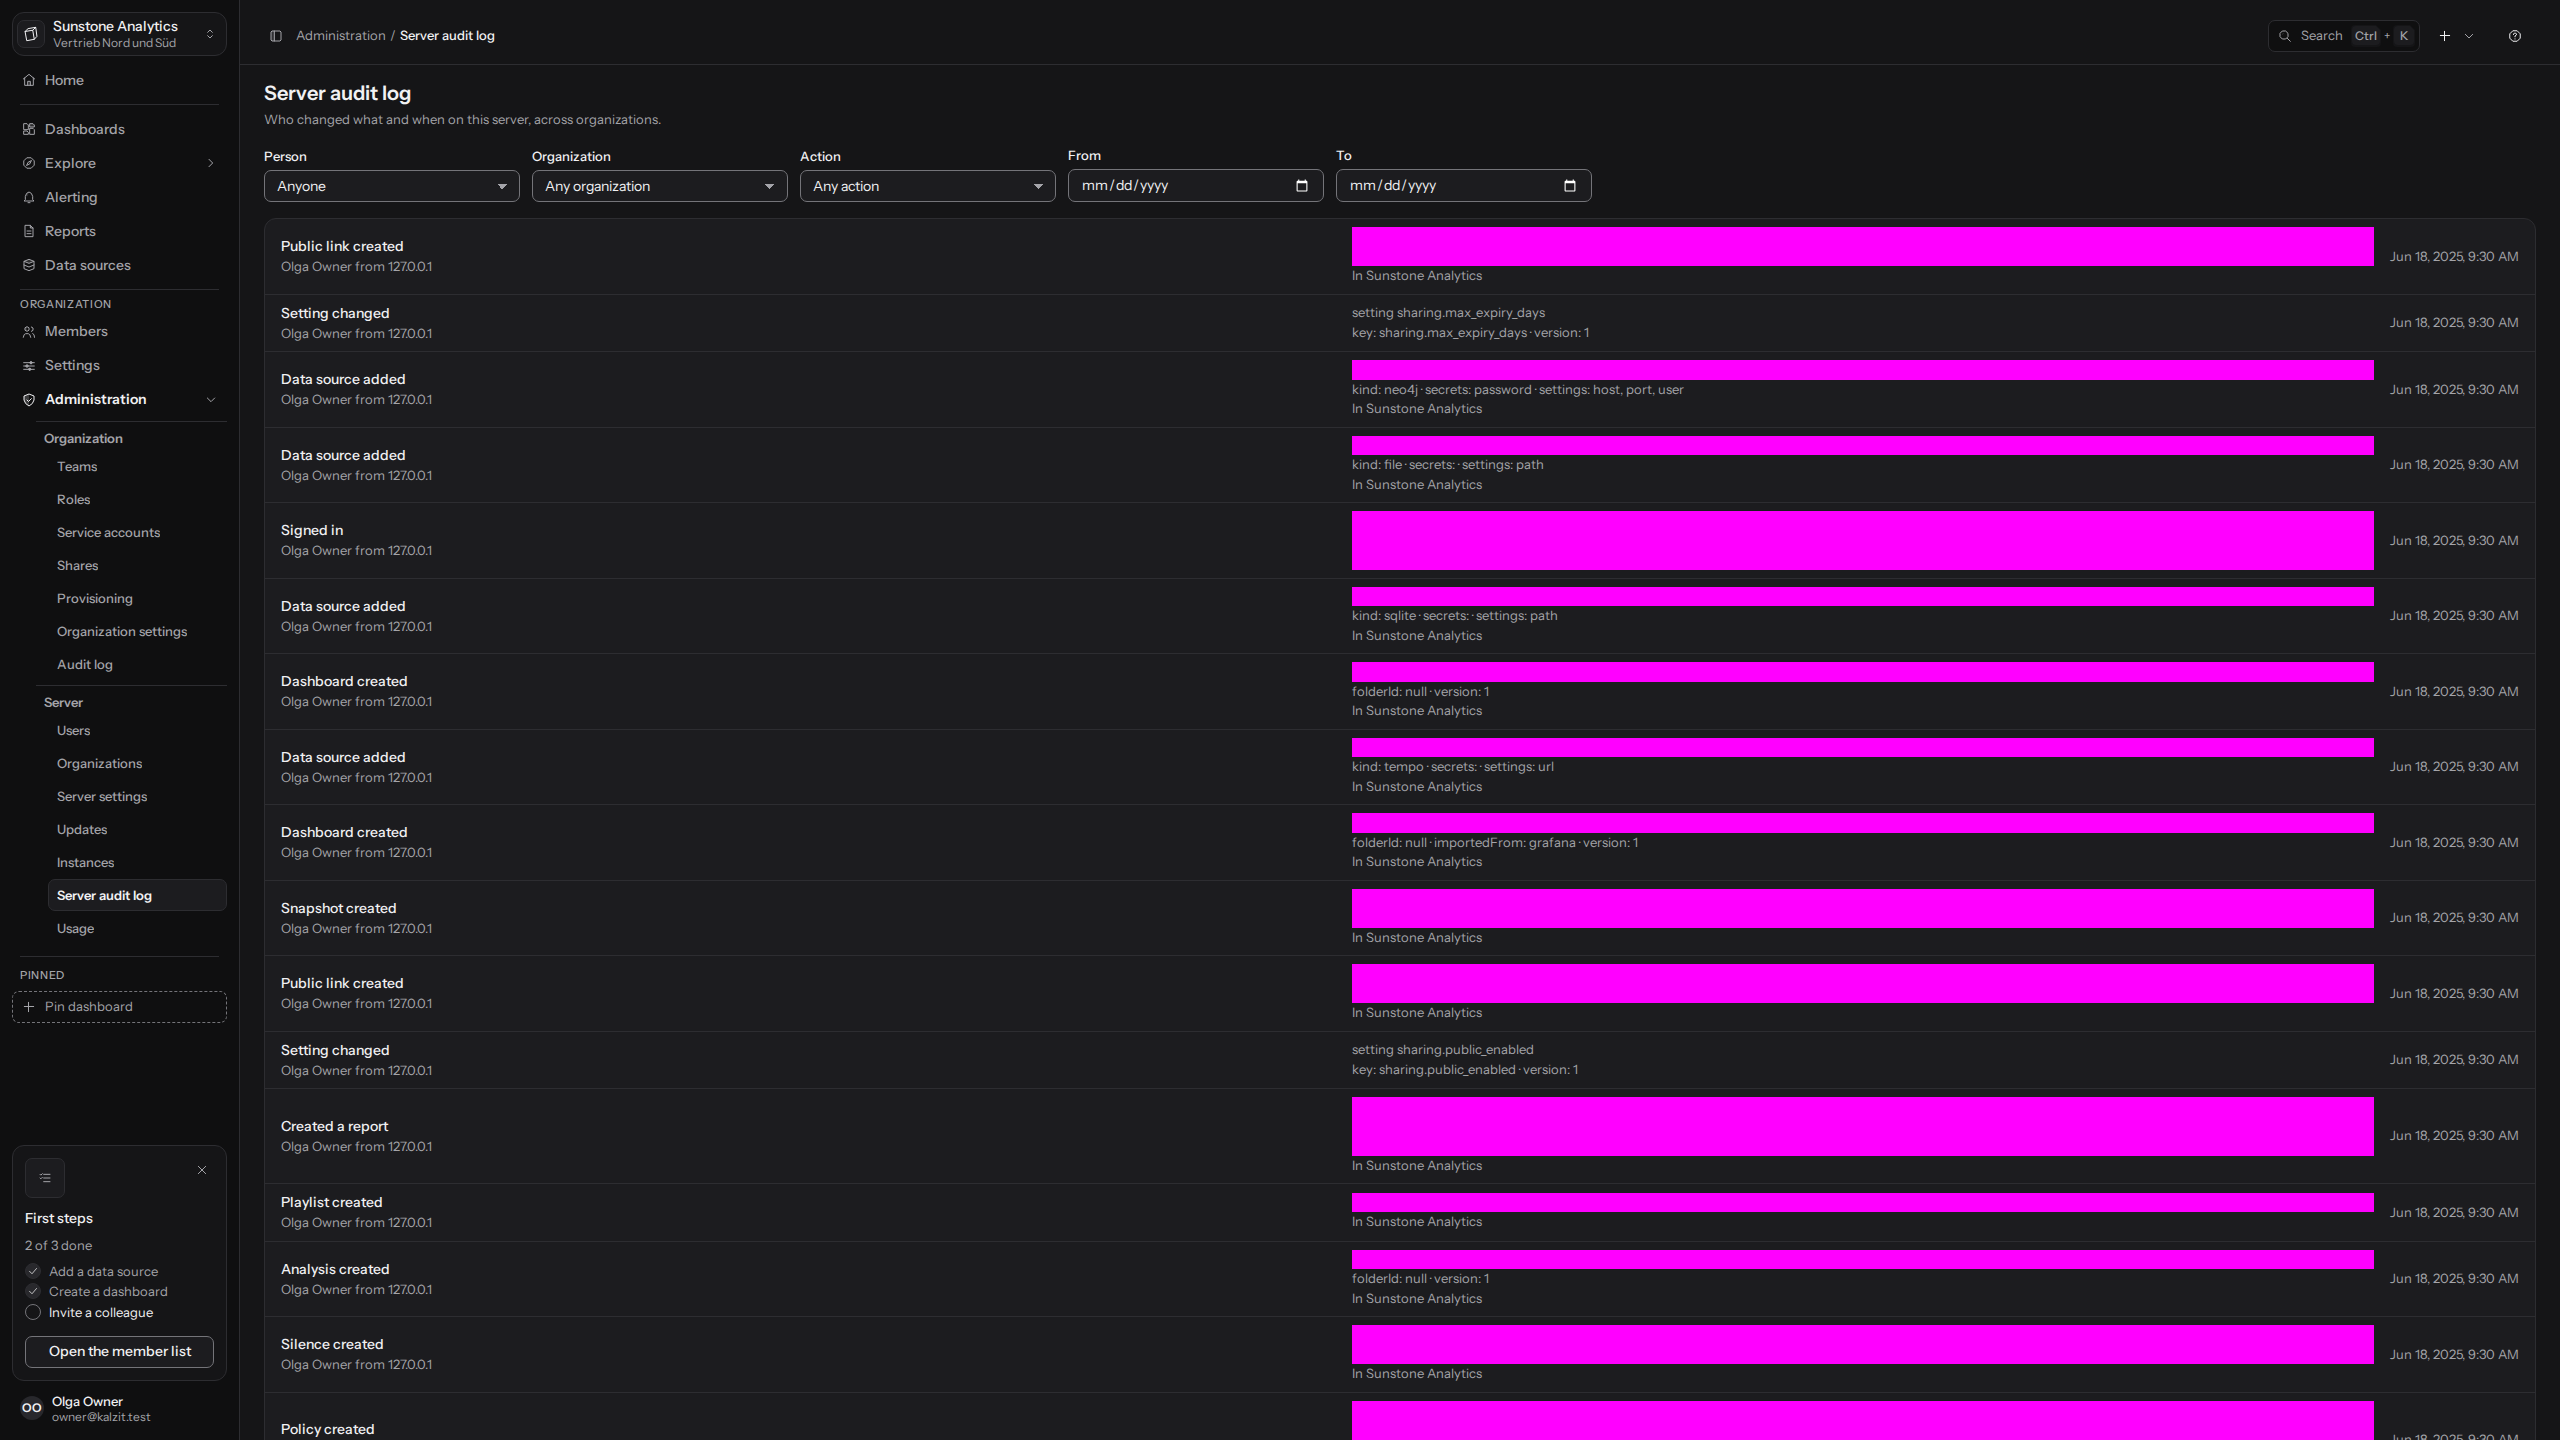 Sunstone Analytics
Vertrieb Nord und Süd
Home
Dashboards
Explore
Alerting
Reports
Data sources
ORGANIZATION
Members
Settings
Administration
Organization
Teams
Roles
Service accounts
Shares
Provisioning
Organization settings
Audit log
Server
Users
Organizations
Server settings
Updates
Instances
Server audit log
Usage
PINNED
Pin dashboard
First steps
2 of 3 done
Add a data source
Create a dashboard
Invite a colleague
Open the member list
OO
Olga Owner
owner@kalzit.test
Administration / Server audit log
Search Ctrl + K
Server audit log
Who changed what and when on this server, across organizations.
Person
Anyone
Organization
Any organization
Action
Any action
From
mm/dd/yyyy
To
mm/dd/yyyy
Public link created
Olga Owner from 127.0.0.1
In Sunstone Analytics
Jun 18, 2025, 9:30 AM
Setting changed
Olga Owner from 127.0.0.1
setting sharing.max_expiry_days
key: sharing.max_expiry_days · version: 1
Jun 18, 2025, 9:30 AM
Data source added
Olga Owner from 127.0.0.1
kind: neo4j · secrets: password · settings: host, port, user
In Sunstone Analytics
Jun 18, 2025, 9:30 AM
Data source added
Olga Owner from 127.0.0.1
kind: file · secrets: · settings: path
In Sunstone Analytics
Jun 18, 2025, 9:30 AM
Signed in
Olga Owner from 127.0.0.1
Jun 18, 2025, 9:30 AM
Data source added
Olga Owner from 127.0.0.1
kind: sqlite · secrets: · settings: path
In Sunstone Analytics
Jun 18, 2025, 9:30 AM
Dashboard created
Olga Owner from 127.0.0.1
folderId: null · version: 1
In Sunstone Analytics
Jun 18, 2025, 9:30 AM
Data source added
Olga Owner from 127.0.0.1
kind: tempo · secrets: · settings: url
In Sunstone Analytics
Jun 18, 2025, 9:30 AM
Dashboard created
Olga Owner from 127.0.0.1
folderId: null · importedFrom: grafana · version: 1
In Sunstone Analytics
Jun 18, 2025, 9:30 AM
Snapshot created
Olga Owner from 127.0.0.1
In Sunstone Analytics
Jun 18, 2025, 9:30 AM
Public link created
Olga Owner from 127.0.0.1
In Sunstone Analytics
Jun 18, 2025, 9:30 AM
Setting changed
Olga Owner from 127.0.0.1
setting sharing.public_enabled
key: sharing.public_enabled · version: 1
Jun 18, 2025, 9:30 AM
Created a report
Olga Owner from 127.0.0.1
In Sunstone Analytics
Jun 18, 2025, 9:30 AM
Playlist created
Olga Owner from 127.0.0.1
In Sunstone Analytics
Jun 18, 2025, 9:30 AM
Analysis created
Olga Owner from 127.0.0.1
folderId: null · version: 1
In Sunstone Analytics
Jun 18, 2025, 9:30 AM
Silence created
Olga Owner from 127.0.0.1
In Sunstone Analytics
Jun 18, 2025, 9:30 AM
Policy created